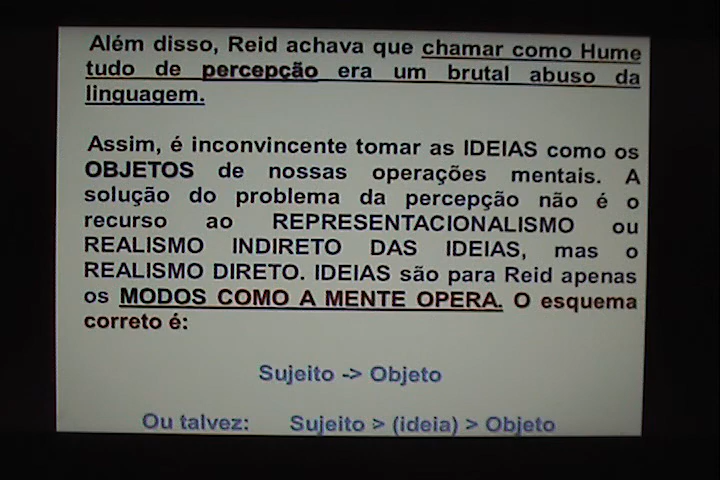 Além disso, Reid achava que chamar como Hume
tudo de percepção era um brutal abuso da
linguagem.
Assim, é inconvincente tomar as IDEIAS como os
OBJETOS de nossas operações mentais. A
solução do problema da percepção não é o
recurso ao REPRESENTACIONALISMO ou
REALISMO INDIRETO DAS IDEIAS, mas o
REALISMO DIRETO. IDEIAS são para Reid apenas
os MODOS COMO A MENTE OPERA. O esquema
correto é:
Sujeito -> Objeto
Ou talvez: Sujeito > (ideia) > Objeto